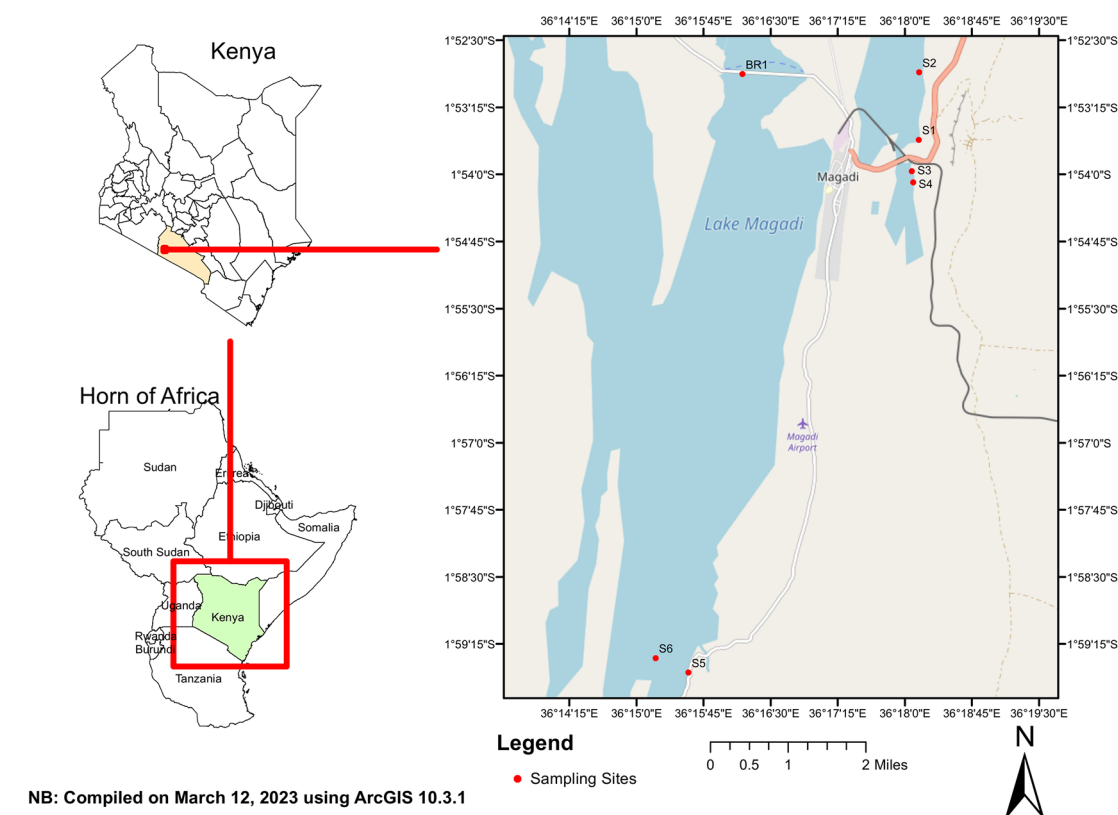 Kenya
Horn of Africa
Sudan
Eritrea
Djibouti
Somalia
Ethiopia
South Sudan
Uganda
Kenya
Rwanda
Burundi
Tanzania
36°14'15"E 36°15'0"E 36°15'45"E 36°16'30"E 36°17'15"E 36°18'0"E 36°18'45"E 36°19'30"E
1°52'30"S 1°52'30"S
1°53'15"S 1°53'15"S
1°54'0"S 1°54'0"S
1°54'45"S 1°54'45"S
1°55'30"S 1°55'30"S
1°56'15"S 1°56'15"S
1°57'0"S 1°57'0"S
1°57'45"S 1°57'45"S
1°58'30"S 1°58'30"S
1°59'15"S 1°59'15"S
BR1
S2
S1
S3
S4
Magadi
Lake Magadi
Magadi
Airport
S6
S5
36°14'15"E 36°15'0"E 36°15'45"E 36°16'30"E 36°17'15"E 36°18'0"E 36°18'45"E 36°19'30"E
Legend
Sampling Sites
0 0.5 1 2 Miles
N
NB: Compiled on March 12, 2023 using ArcGIS 10.3.1